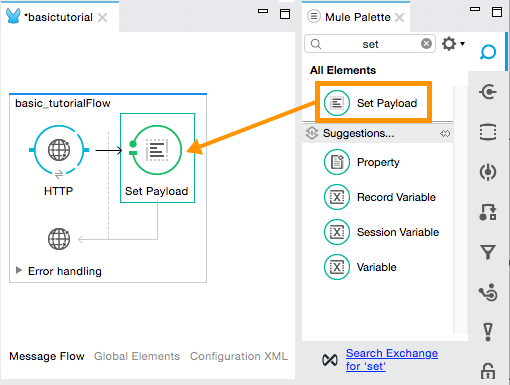 *basictutorial
basic_tutorialFlow
HTTP
Set Payload
Error handling
Message Flow Global Elements Configuration XML
Mule Palette
set
All Elements
Set Payload
Suggestions...
Property
Record Variable
Session Variable
Variable
Search Exchange
for 'set'